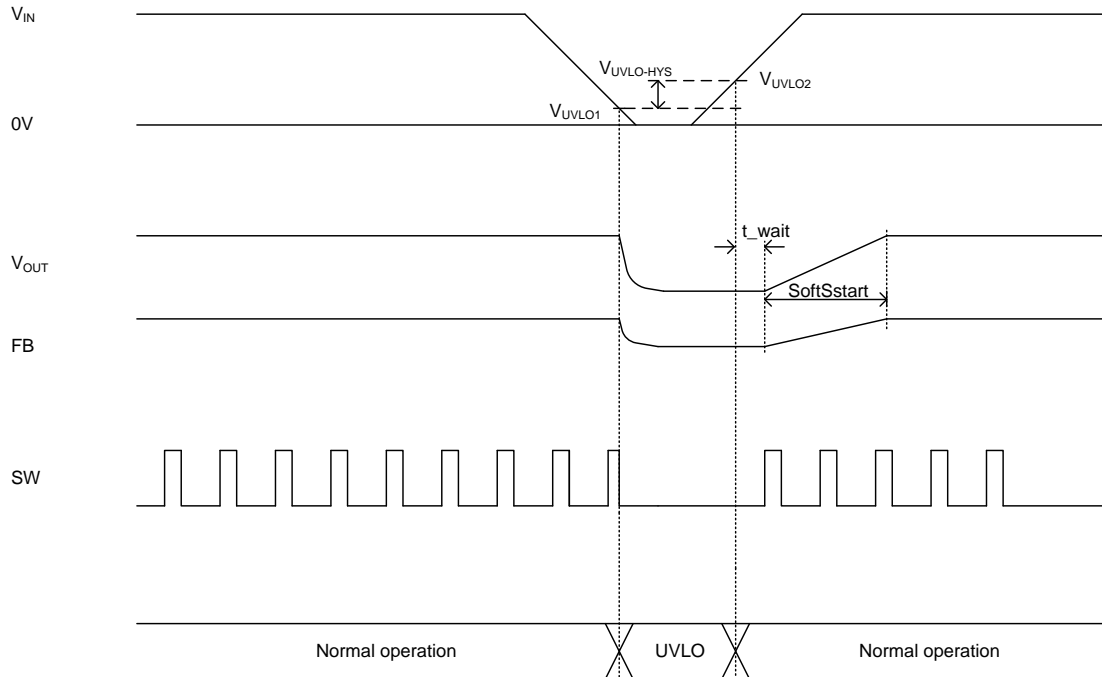 VIN
VUVLO-HYS
VUVLO2
VUVLO1
0V
t_wait
VOUT
SoftSstart
FB
SW
Normal operation
UVLO
Normal operation